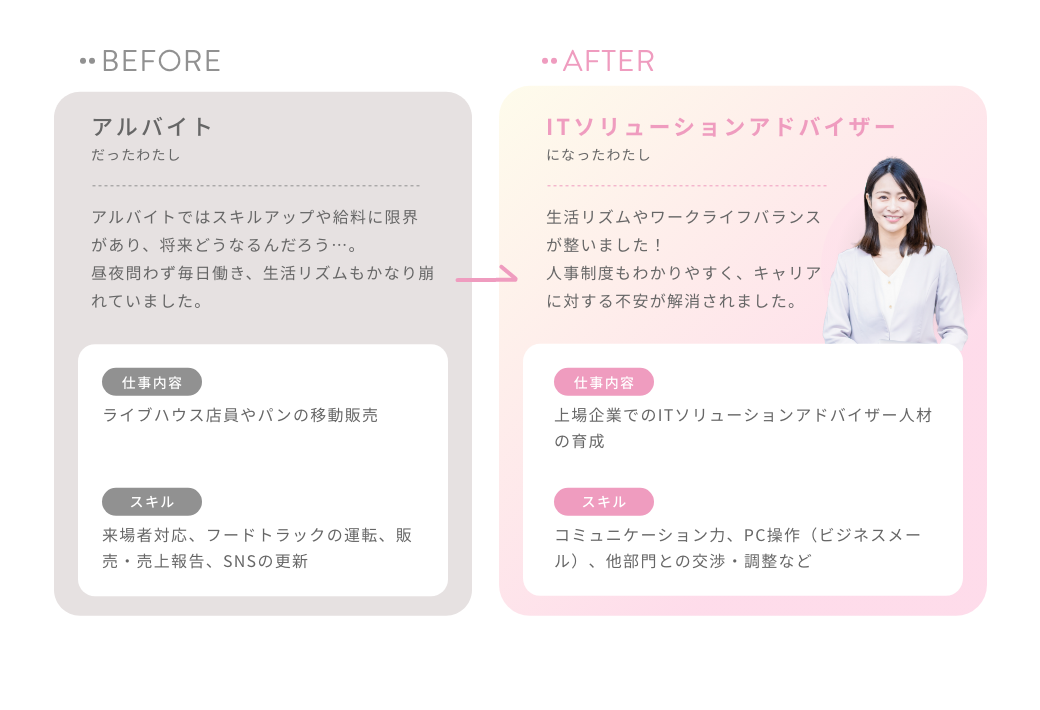 BEFORE
アルバイト
だったわたし
アルバイトではスキルアップや給料に限界
があり、将来どうなるんだろう…。
昼夜問わず毎日働き、生活リズムもかなり崩
れていました。
仕事内容
ライブハウス店員やパンの移動販売
スキル
来場者対応、フードトラックの運転、販
売・売上報告、SNSの更新
AFTER
ITソリューションアドバイザー
になったわたし
生活リズムやワークライフバランス
が整いました！
人事制度もわかりやすく、キャリア
に対する不安が解消されました。
仕事内容
上場企業でのITソリューションアドバイザー人材
の育成
スキル
コミュニケーション力、PC操作（ビジネスメー
ル）、他部門との交渉・調整など